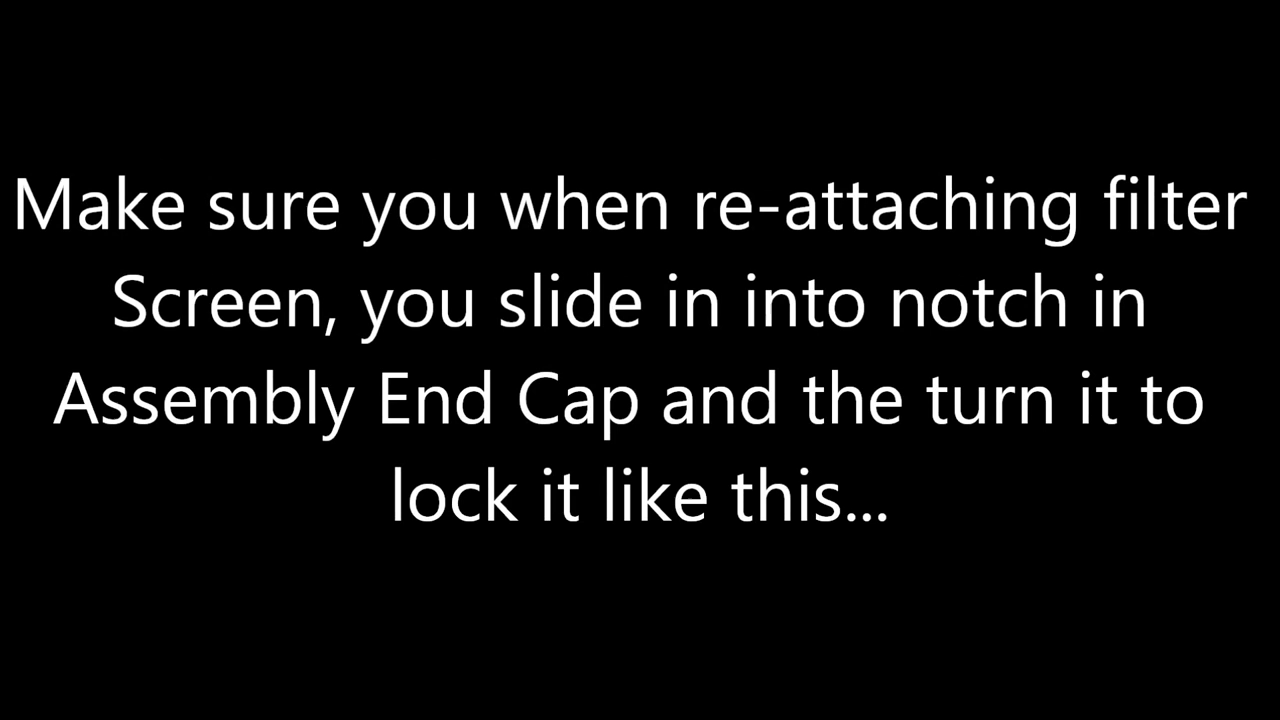 Make sure you when re-attaching filter
Screen, you slide in into notch in
Assembly End Cap and the turn it to
lock it like this...